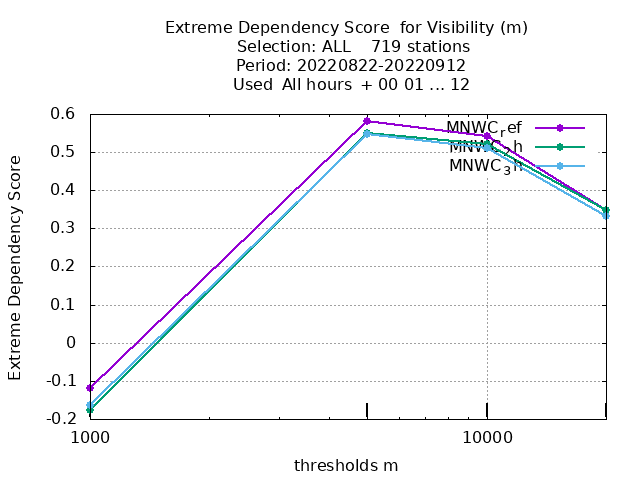 Extreme Dependency Score for Visibility (m)
Selection: ALL 719 stations
Period: 20220822-20220912
Used All hours + 00 01 ... 12
Extreme Dependency Score
0.6
0.5
0.4
0.3
0.2
0.1
0
-0.1
-0.2
MNWC_ref
MNWC h
MNWC_3h
1000
10000
thresholds m